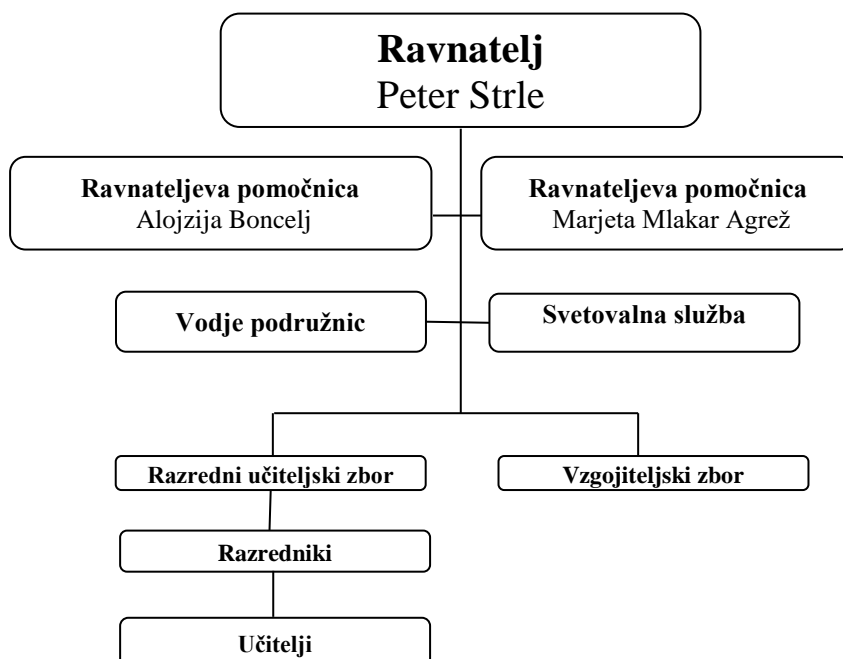 Ravnatelj
Peter Strle
Ravnateljeva pomočnica
Alojzija Boncelj
Ravnateljeva pomočnica
Marjeta Mlakar Agrež
Vodje podružnic
Svetovalna služba
Razredni učiteljski zbor
Vzgojiteljski zbor
Razredniki
Učitelji